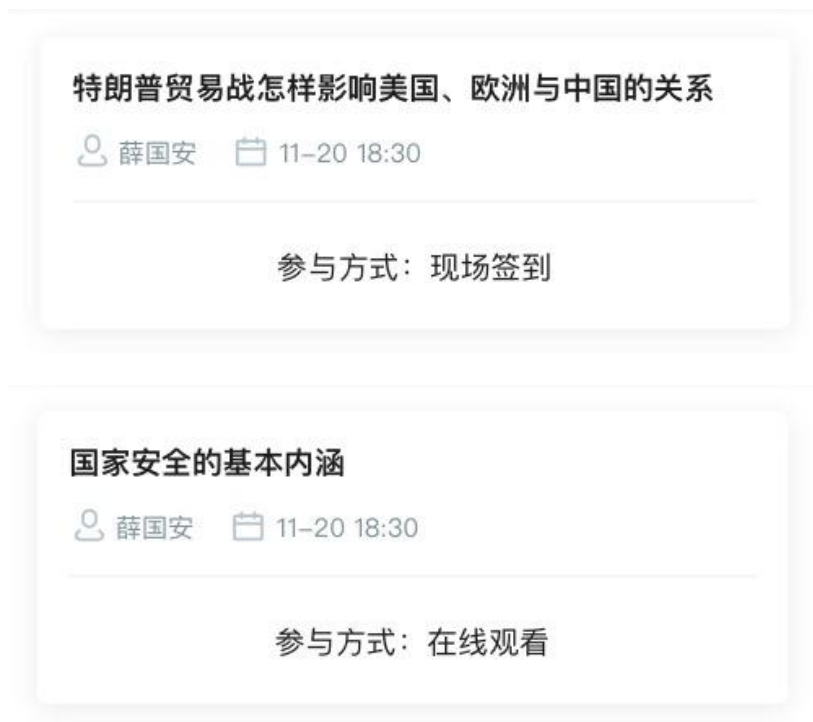 特朗普贸易战怎样影响美国、欧洲与中国的关系
薛国安 11-20 18:30
参与方式：现场签到
国家安全的基本内涵
薛国安 11-20 18:30
参与方式：在线观看